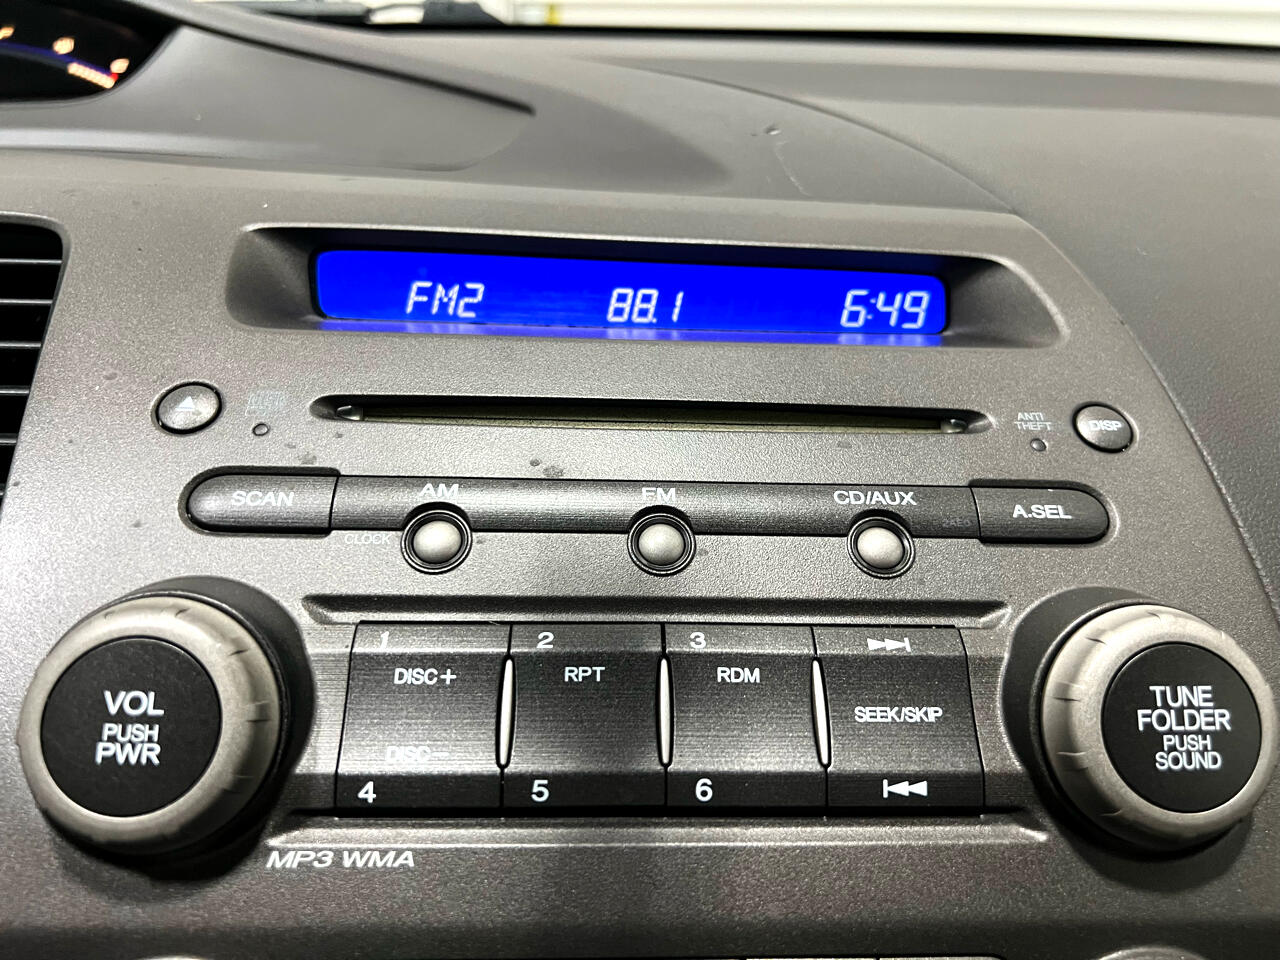 FM2 88.1 6:49
ANTI
THEFT
DISP
SCAN AM FM CD/AUX A.SEL
CLOCK
1 2 3
DISC+ RPT RDM
SEEK/SKIP
DISC−
4 5 6
VOL
PUSH
PWR
TUNE
FOLDER
PUSH
SOUND
MP3 WMA